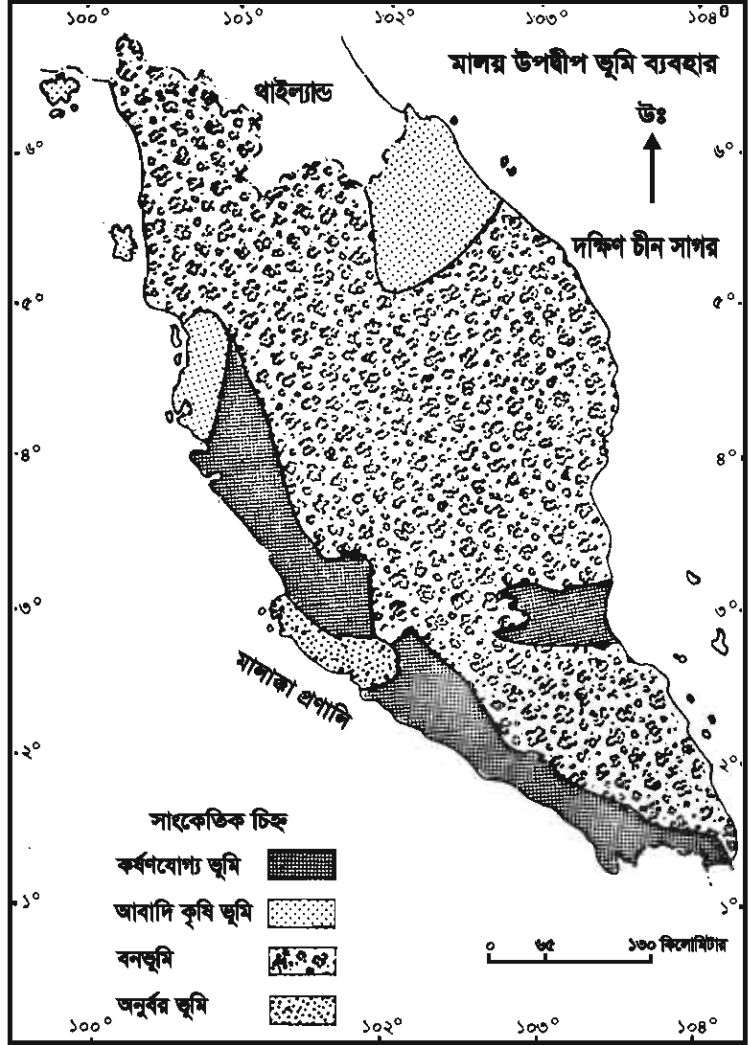 ১০০° ১০১° ১০২° ১০৩° ১০৪°
মালয় উপদ্বীপ ভূমি ব্যবহার
থাইল্যান্ড
উঃ
৬° ৬°
দক্ষিণ চীন সাগর
৫° ৫°
৪° ৪°
৩° ৩°
মালাক্কা প্রণালি
২° ২°
সাংকেতিক চিহ্ন
কর্ষণযোগ্য ভূমি
আবাদি কৃষি ভূমি
বনভূমি
অনুর্বর ভূমি
১° ১°
০ ৬৫ ১৩০ কিলোমিটার
১০০° ১০২° ১০৩° ১০৪°